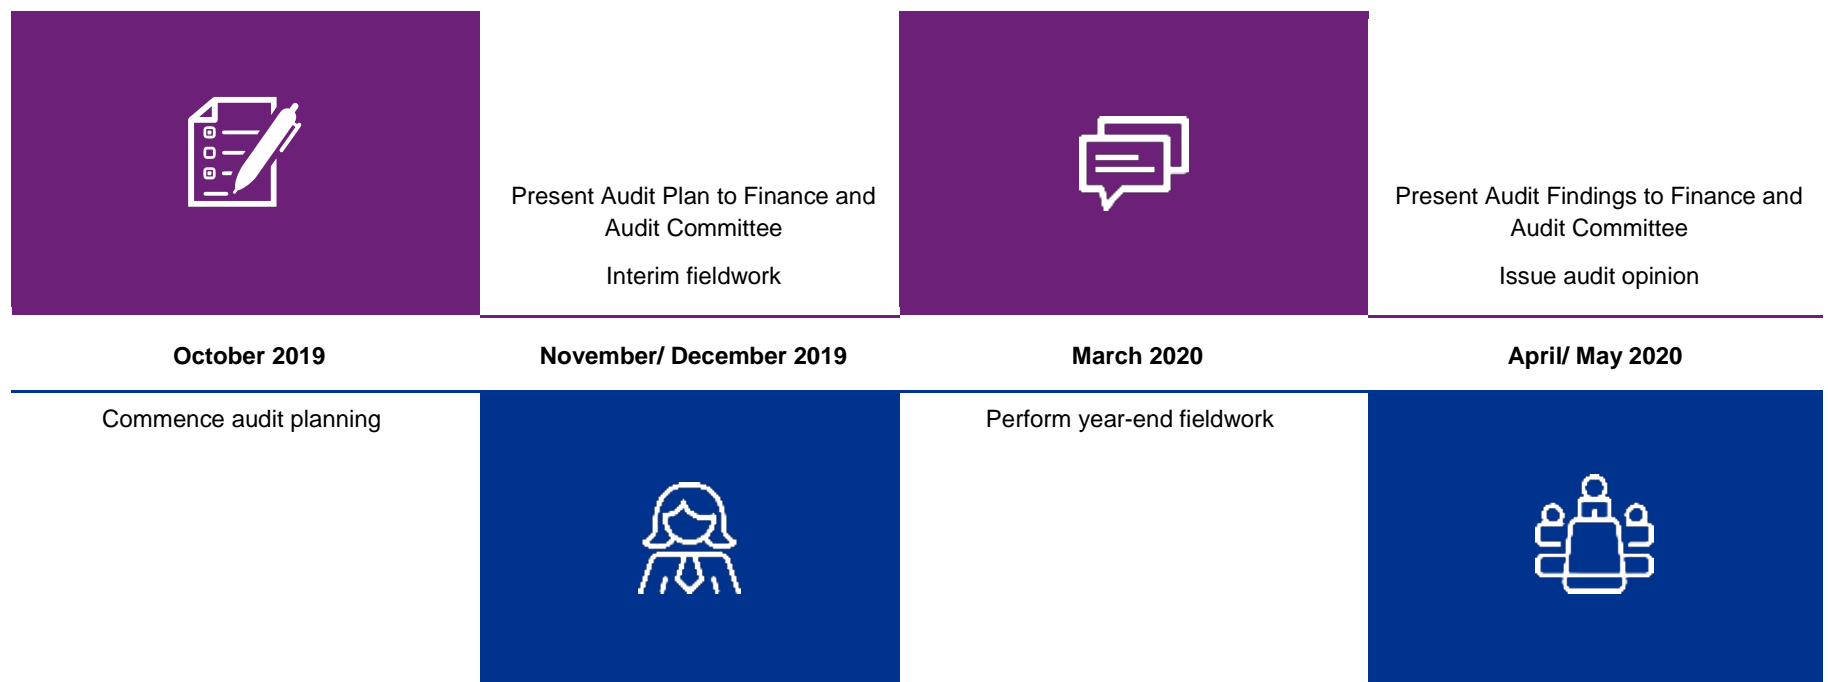 Present Audit Plan to Finance and
Audit Committee
Interim fieldwork
Present Audit Findings to Finance and
Audit Committee
Issue audit opinion
October 2019
November/ December 2019
March 2020
April/ May 2020
Commence audit planning
Perform year-end fieldwork